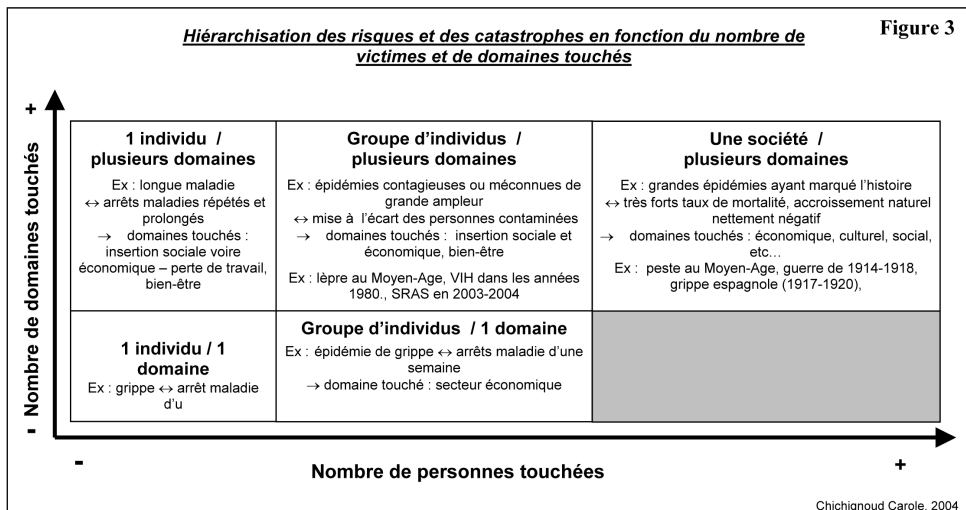 Figure 3
Hiérarchisation des risques et des catastrophes en fonction du nombre de
victimes et de domaines touchés
+
Nombre de domaines touchés
-
1 individu /
plusieurs domaines
Ex : longue maladie
↔ arrêts maladies répétés et
prolongés
→ domaines touchés :
insertion sociale voire
économique – perte de travail,
bien-être
Groupe d'individus /
plusieurs domaines
Ex : épidémies contagieuses ou méconnues de
grande ampleur
↔ mise à l'écart des personnes contaminées
→ domaines touchés : insertion sociale et
économique, bien-être
Ex : lèpre au Moyen-Age, VIH dans les années
1980., SRAS en 2003-2004
Une société /
plusieurs domaines
Ex : grandes épidémies ayant marqué l'histoire
↔ très forts taux de mortalité, accroissement naturel
nettement négatif
→ domaines touchés : économique, culturel, social,
etc…
Ex : peste au Moyen-Age, guerre de 1914-1918,
grippe espagnole (1917-1920),
1 individu / 1
domaine
Ex : grippe ↔ arrêt maladie
d'u
Groupe d'individus / 1 domaine
Ex : épidémie de grippe ↔ arrêts maladie d'une
semaine
→ domaine touché : secteur économique
-
Nombre de personnes touchées
+
Chichignoud Carole, 2004